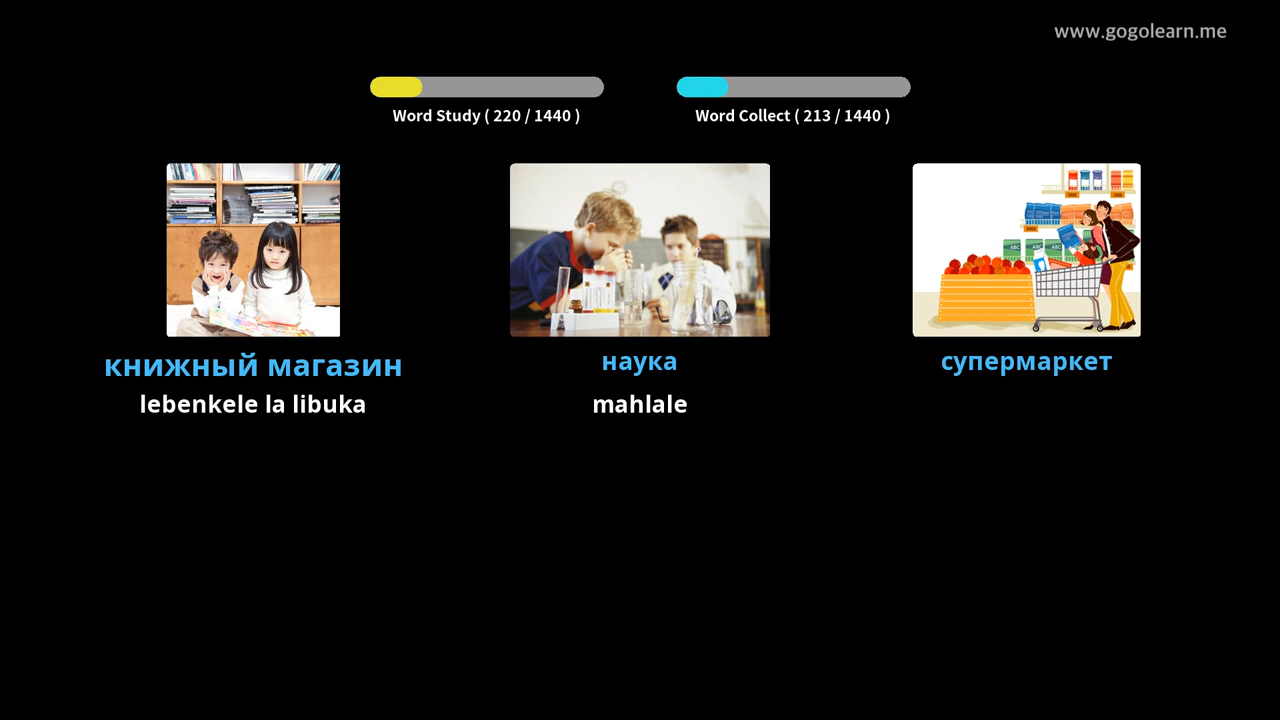 www.gogolearn.me
Word Study ( 220 / 1440 )
Word Collect ( 213 / 1440 )
книжный магазин
наука
супермаркет
lebenkele la libuka
mahlale